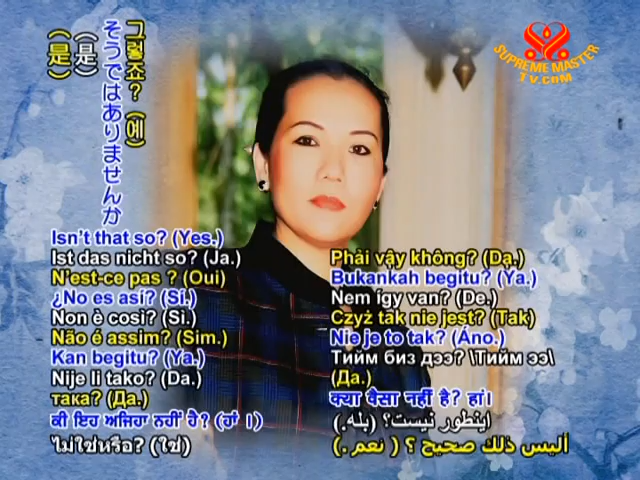 SUPREME MASTER
TV.COM
그렇죠? (예)
そうではありませんか
(是)
(是)
Isn't that so? (Yes.)
Ist das nicht so? (Ja.)
N'est-ce pas ? (Oui)
¿No es así? (Sí.)
Non è così? (Sì.)
Não é assim? (Sim.)
Kan begitu? (Ya.)
Nije li tako? (Da.)
така? (Да.)
ਕੀ ਇਹ ਅਜਿਹਾ ਨਹੀਂ ਹੈ? (ਹਾਂ ।)
ไม่ใช่หรือ? (ใช่)
Phải vậy không? (Dạ.)
Bukankah begitu? (Ya.)
Nem így van? (De.)
Czyż tak nie jest? (Tak)
Nie je to tak? (Áno.)
Тийм биз дээ? \Тийм ээ\
(Да.)
क्या वैसा नहीं है? हां।
اینطور نیست؟ (بله.)
أليس ذلك صحيح ؟ ( نعم.)